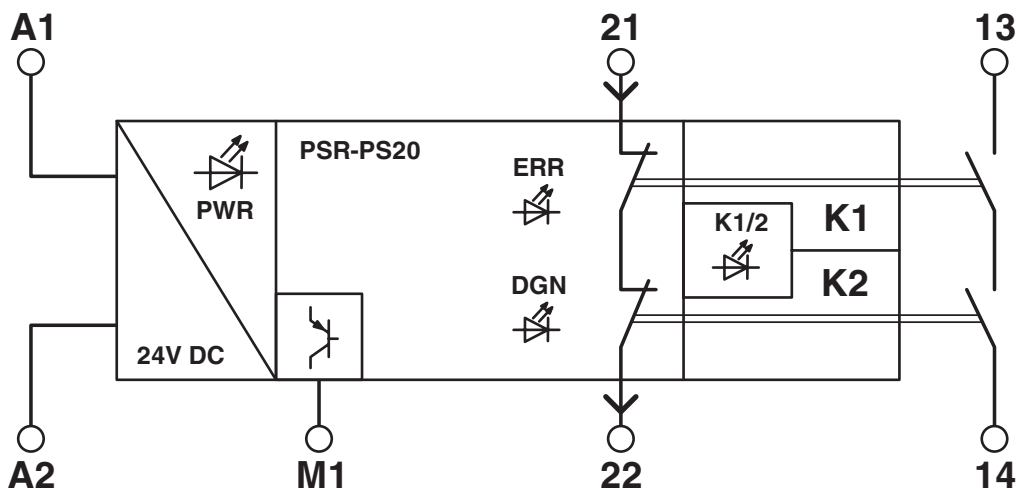 A1
21
13
PSR-PS20
ERR
PWR
K1/2
K1
K2
DGN
24V DC
A2
M1
22
14